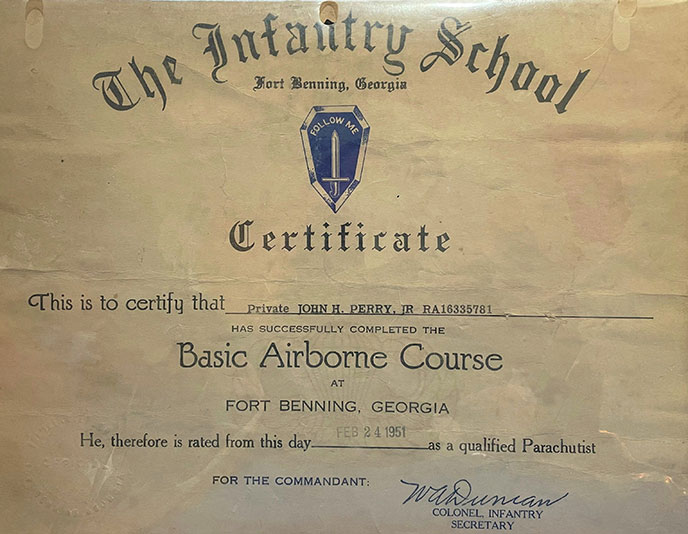 The Infantry School
Fort Benning, Georgia
FOLLOW ME
Certificate
This is to certify that Private JOHN H. PERRY, JR RA16335781
HAS SUCCESSFULLY COMPLETED THE
Basic Airborne Course
AT
FORT BENNING, GEORGIA
He, therefore is rated from this day FEB 24 1951 as a qualified Parachutist
FOR THE COMMANDANT: WADuncan
COLONEL, INFANTRY
SECRETARY